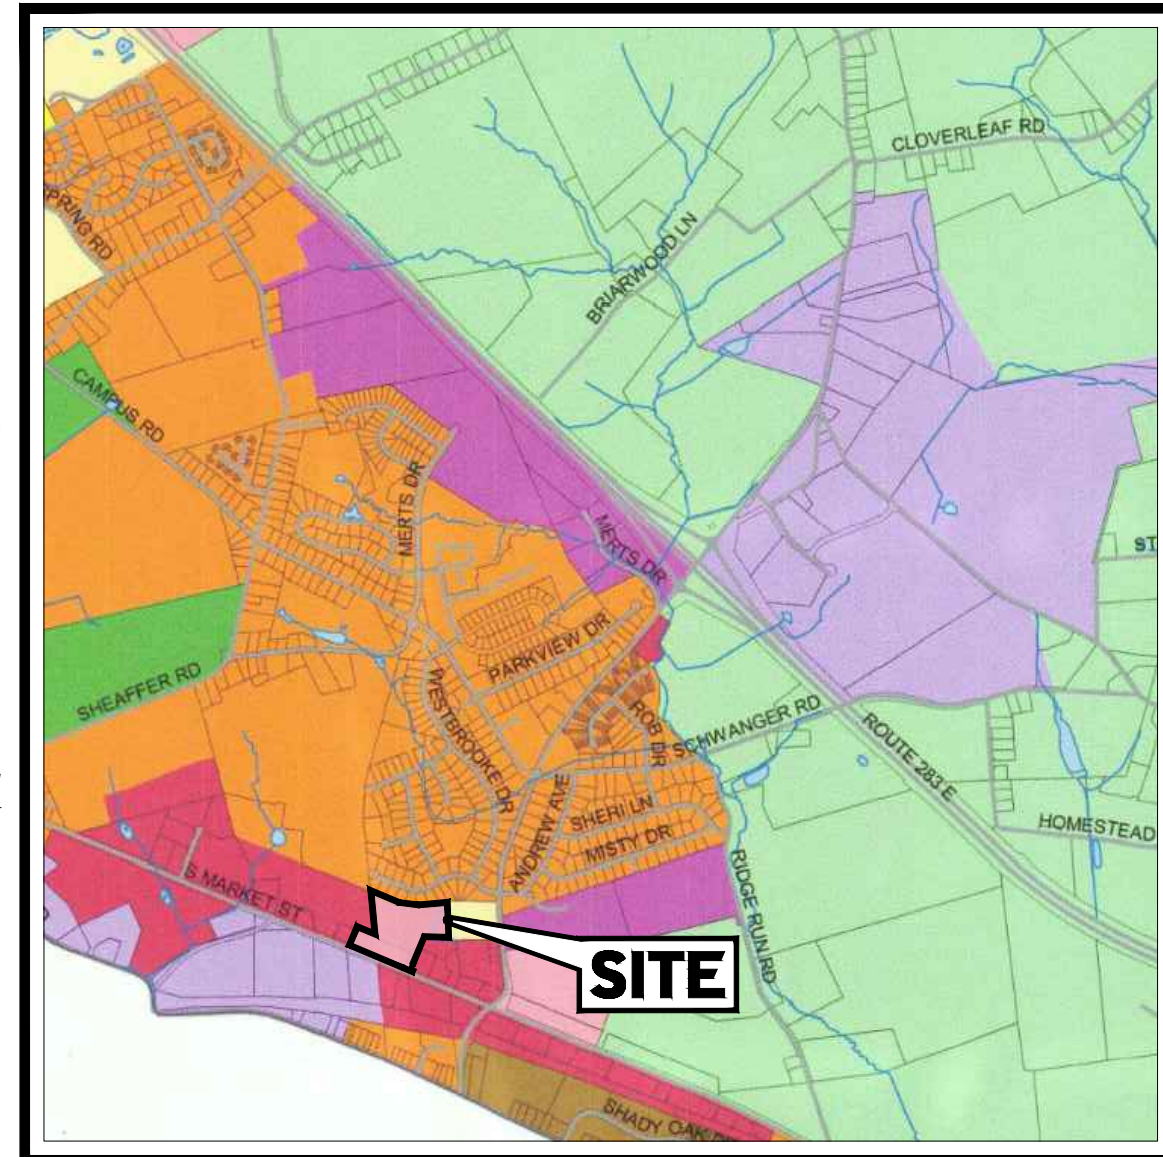 CLOVERLEAF RD
PRING RD
BRIARWOOD LN
CAMPUS RD
MERTS DR
MERTS DR
ST
PARKVIEW DR
SHEAFFER RD
WESTBROOKE DR
ROB DR
SCHWANGER RD
ROUTE 283 E
ANDREW AVE
SHERI LN
MISTY DR
HOMESTEAD
RIDGE RUN RD
S MARKET ST
D
SITE
SHADY OAK